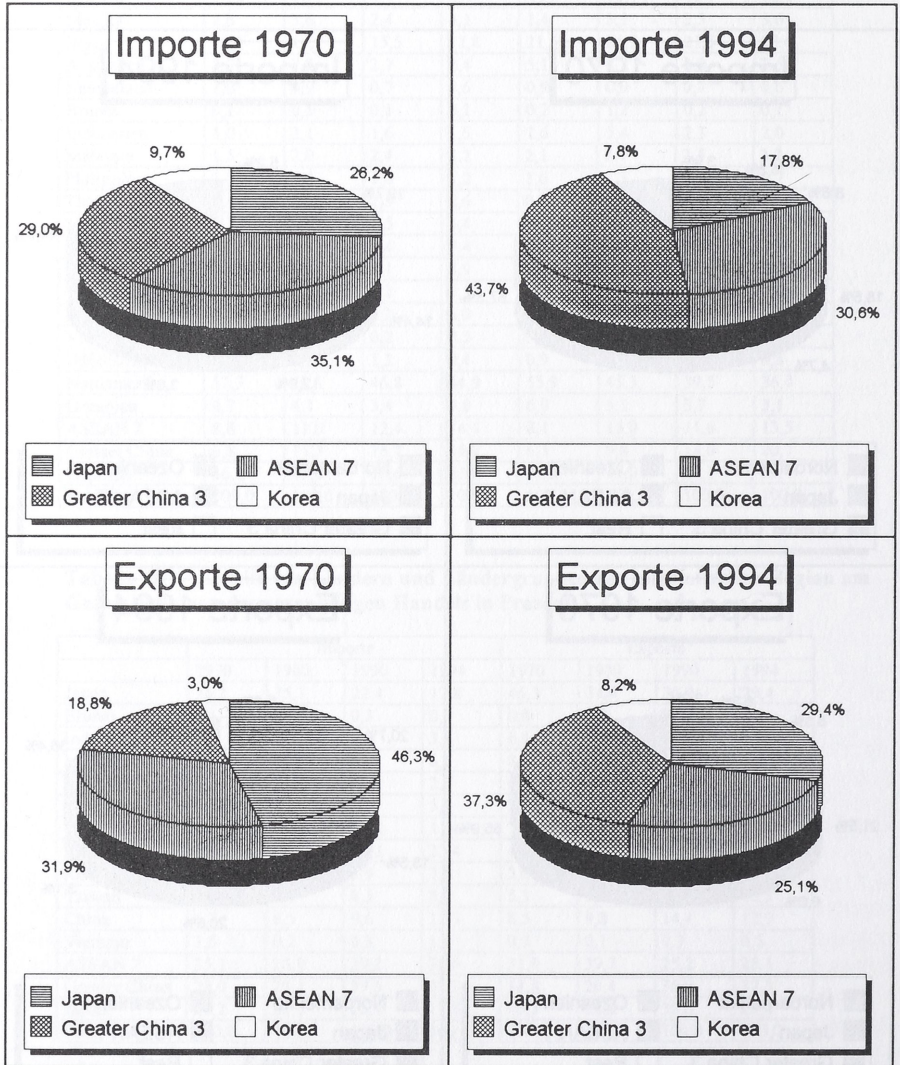 Importe 1970
9,7%
26,2%
29,0%
35,1%
Japan
ASEAN 7
Greater China 3
Korea
Importe 1994
7,8%
17,8%
43,7%
30,6%
Japan
ASEAN 7
Greater China 3
Korea
Exporte 1970
3,0%
18,8%
46,3%
31,9%
Japan
ASEAN 7
Greater China 3
Korea
Exporte 1994
8,2%
29,4%
37,3%
25,1%
Japan
ASEAN 7
Greater China 3
Korea